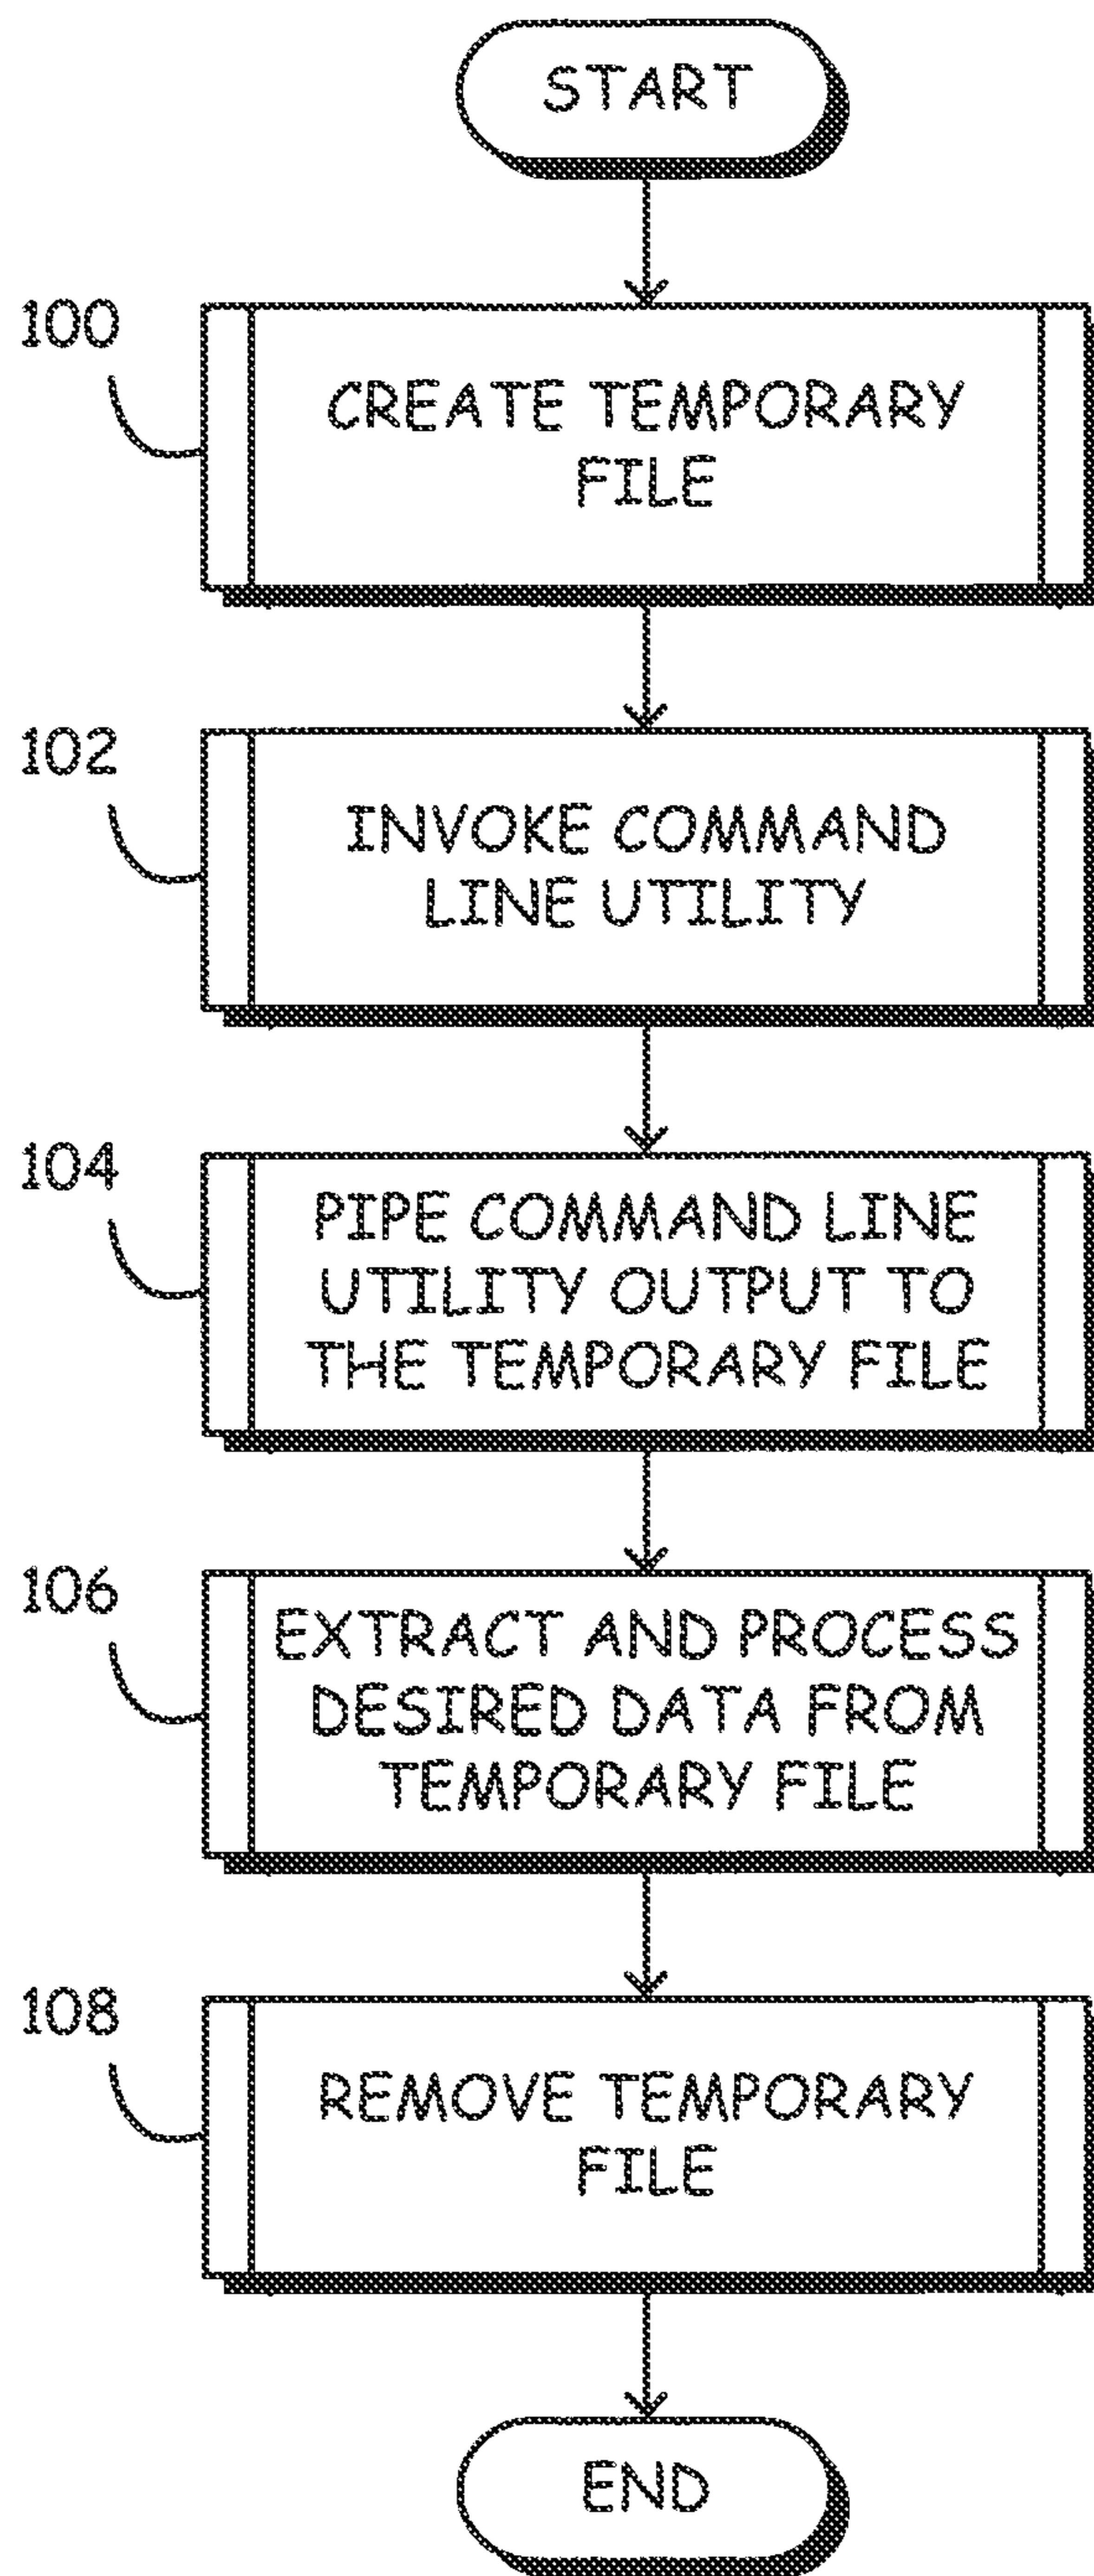 START
100
CREATE TEMPORARY
FILE
102
INVOKE COMMAND
LINE UTILITY
104
PIPE COMMAND LINE
UTILITY OUTPUT TO
THE TEMPORARY FILE
106
EXTRACT AND PROCESS
DESIRED DATA FROM
TEMPORARY FILE
108
REMOVE TEMPORARY
FILE
END